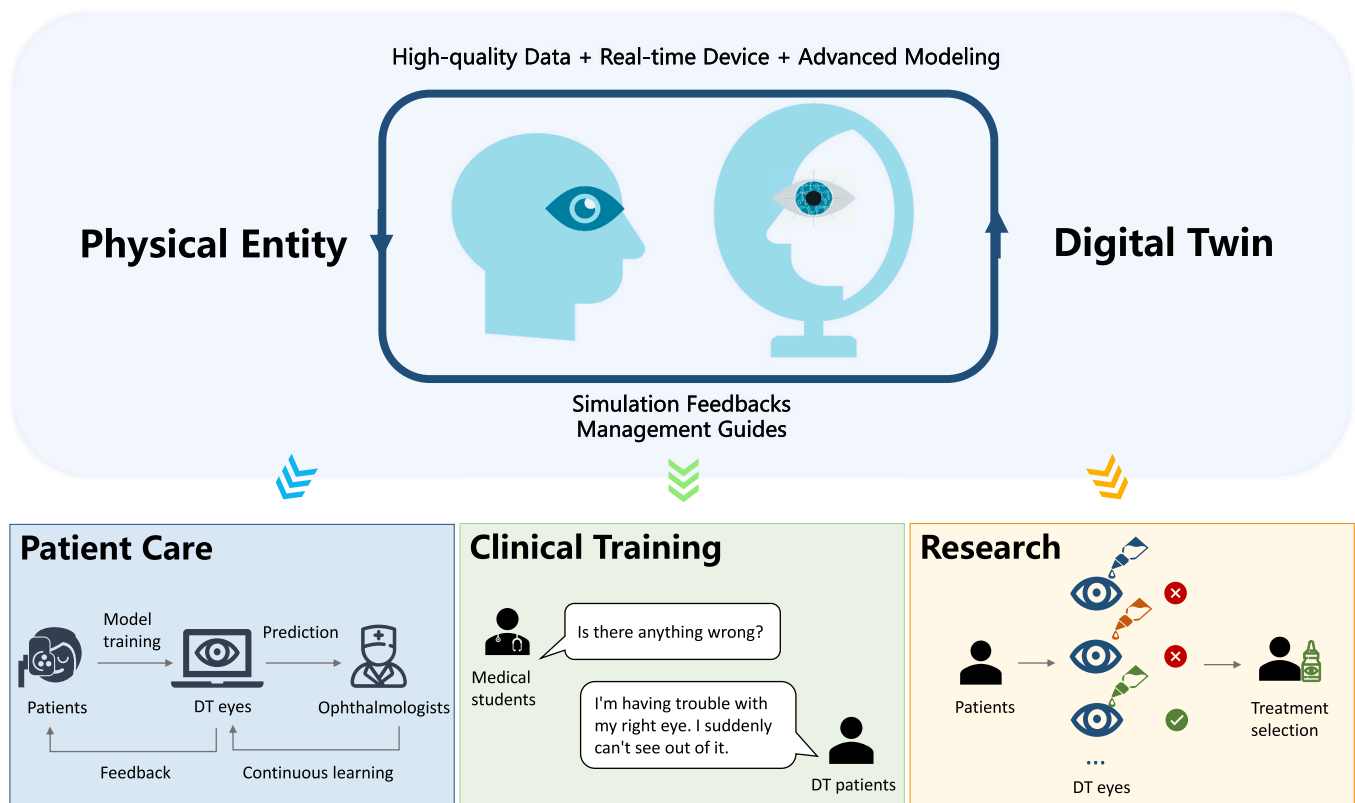 High-quality Data + Real-time Device + Advanced Modeling
Physical Entity
Digital Twin
Simulation Feedbacks
Management Guides
Patient Care
Model
training
Prediction
Patients
DT eyes
Ophthalmologists
Feedback
Continuous learning
Clinical Training
Is there anything wrong?
Medical
students
I'm having trouble with
my right eye. I suddenly
can't see out of it.
DT patients
Research
Patients
Treatment
selection
...
DT eyes